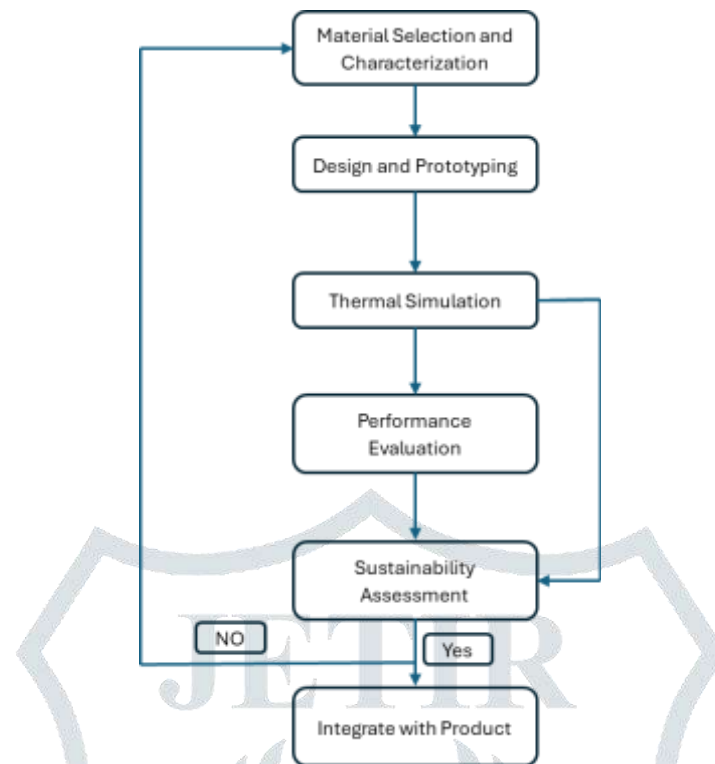 Material Selection and
Characterization
Design and Prototyping
Thermal Simulation
Performance
Evaluation
Sustainability
Assessment
NO
Yes
JETIR
Integrate with Product